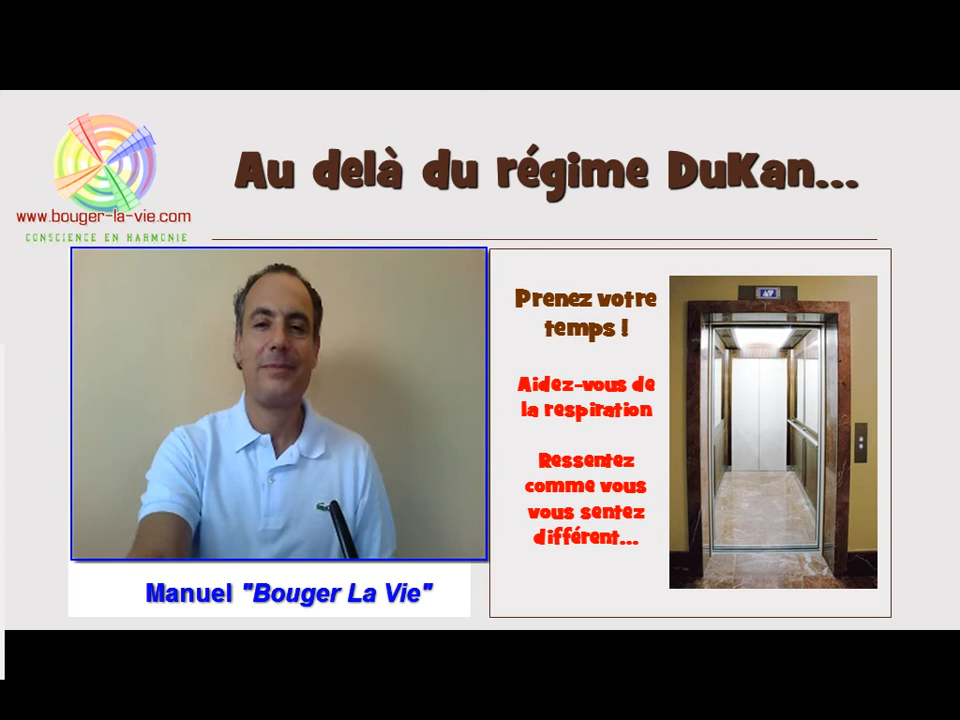 Au delà du régime DuKan...
www.bouger-la-vie.com
CONSCIENCE EN HARMONIE
Prenez votre
temps !
Aidez-vous de
la respiration
Ressentez
comme vous
vous sentez
différent...
Manuel "Bouger La Vie"